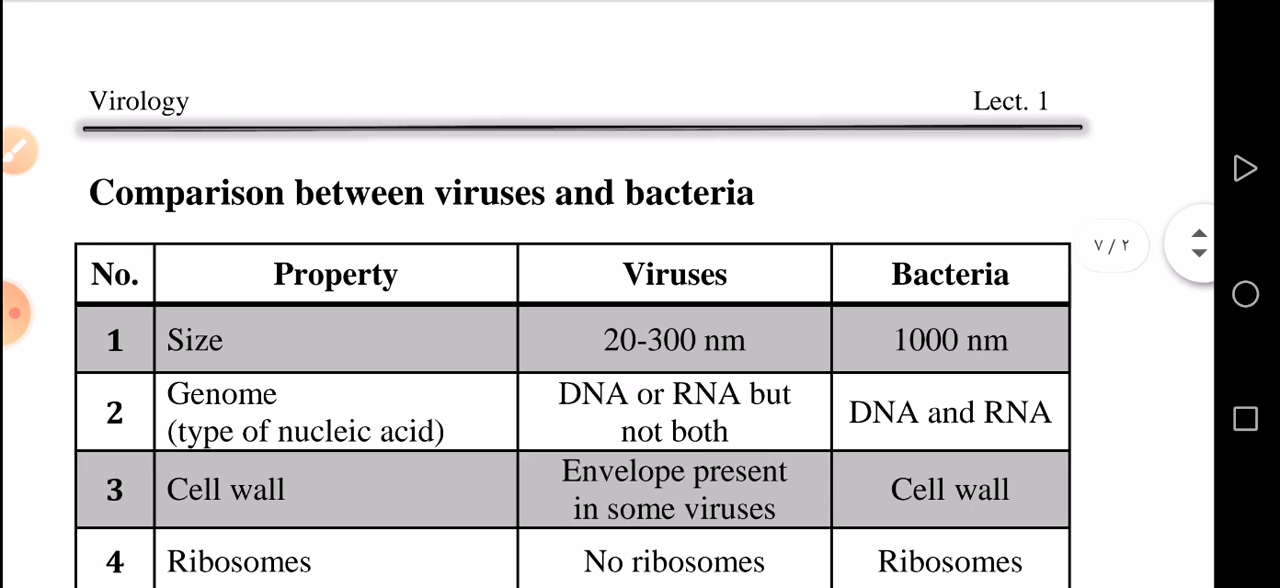 Virology Lect. 1
Comparison between viruses and bacteria
٧ / ٢
No. Property Viruses Bacteria
1 Size 20-300 nm 1000 nm
2 Genome (type of nucleic acid) DNA or RNA but not both DNA and RNA
3 Cell wall Envelope present in some viruses Cell wall
4 Ribosomes No ribosomes Ribosomes